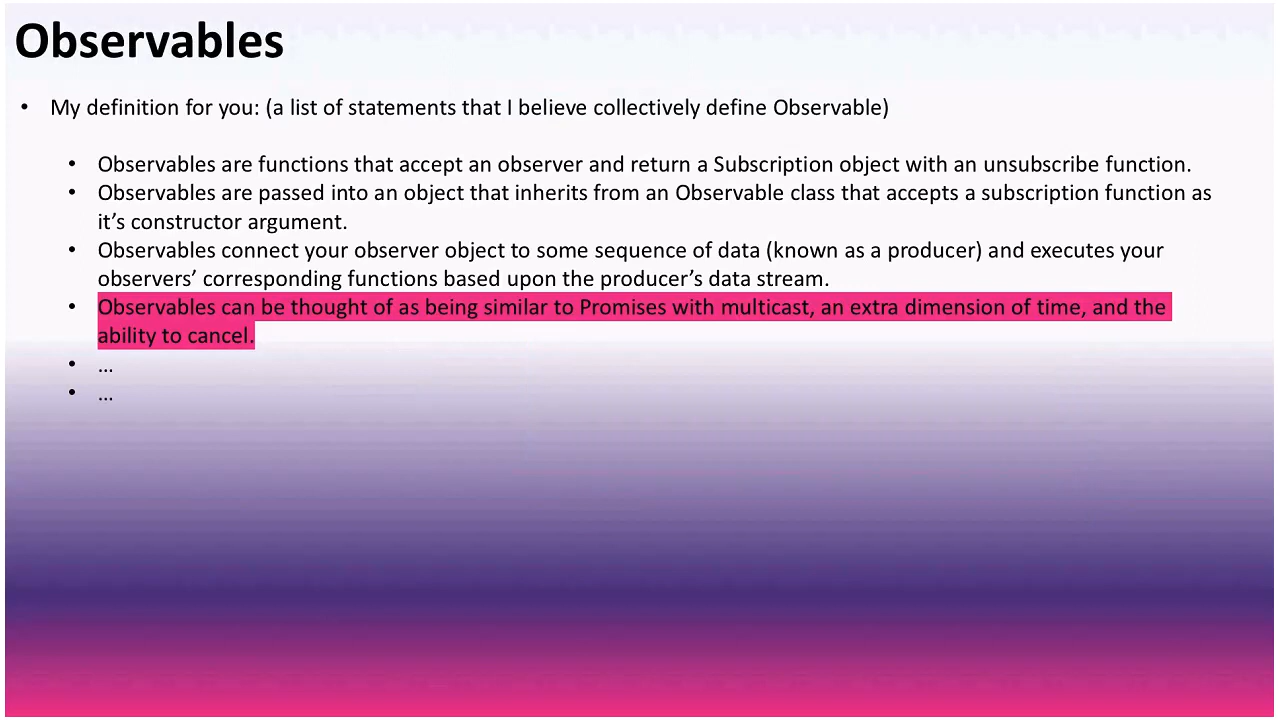 Observables
• My definition for you: (a list of statements that I believe collectively define Observable)
• Observables are functions that accept an observer and return a Subscription object with an unsubscribe function.
• Observables are passed into an object that inherits from an Observable class that accepts a subscription function as
it’s constructor argument.
• Observables connect your observer object to some sequence of data (known as a producer) and executes your
observers’ corresponding functions based upon the producer’s data stream.
• Observables can be thought of as being similar to Promises with multicast, an extra dimension of time, and the
ability to cancel.
• ...
• ...